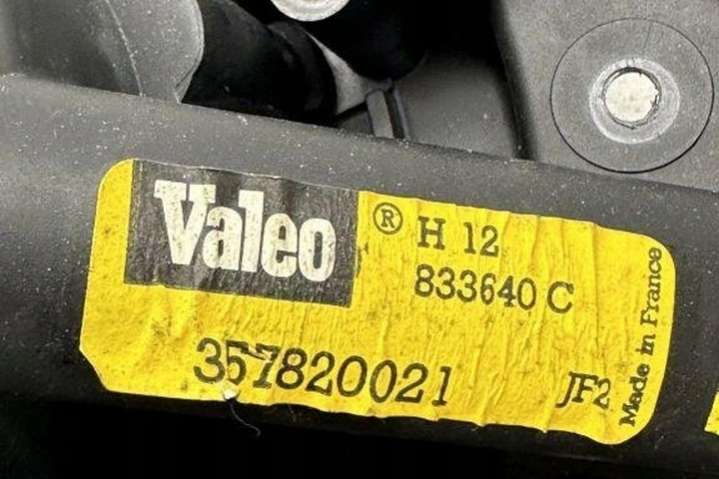 Valeo ® H 12
833640 C
357820021 JF2
Made in France